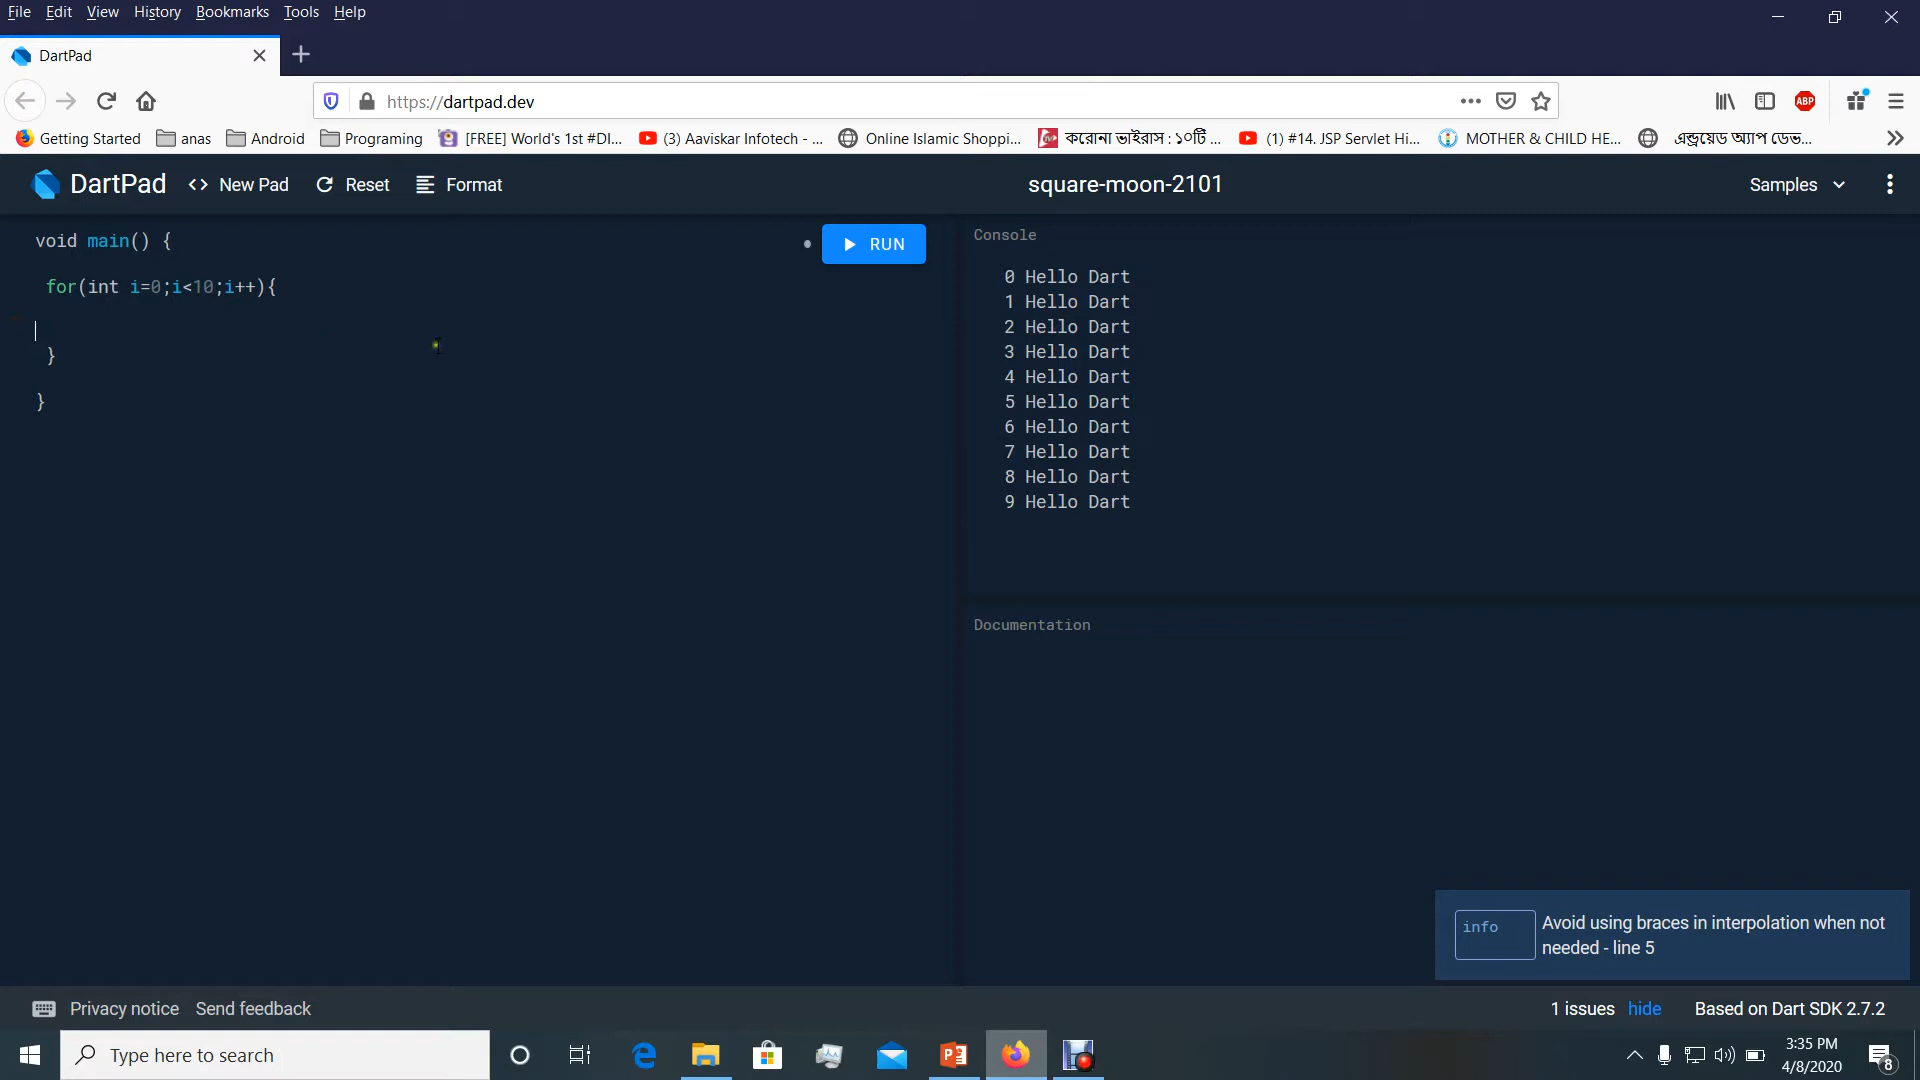 File Edit View History Bookmarks Tools Help
DartPad
https://dartpad.dev
ABP
Getting Started anas Android Programing [FREE] World's 1st #DI... (3) Aaviskar Infotech - ... Online Islamic Shoppi... করোনা ভাইরাস : ১০টি ... (1) #14. JSP Servlet Hi... MOTHER & CHILD HE... এন্ড্রয়েড অ্যাপ ডেভ...
DartPad <> New Pad Reset Format square-moon-2101 Samples
void main() {
for(int i=0;i<10;i++){
}
}
RUN
Console
0 Hello Dart
1 Hello Dart
2 Hello Dart
3 Hello Dart
4 Hello Dart
5 Hello Dart
6 Hello Dart
7 Hello Dart
8 Hello Dart
9 Hello Dart
Documentation
info Avoid using braces in interpolation when not
needed - line 5
Privacy notice Send feedback 1 issues hide Based on Dart SDK 2.7.2
Type here to search
3:35 PM
4/8/2020
8